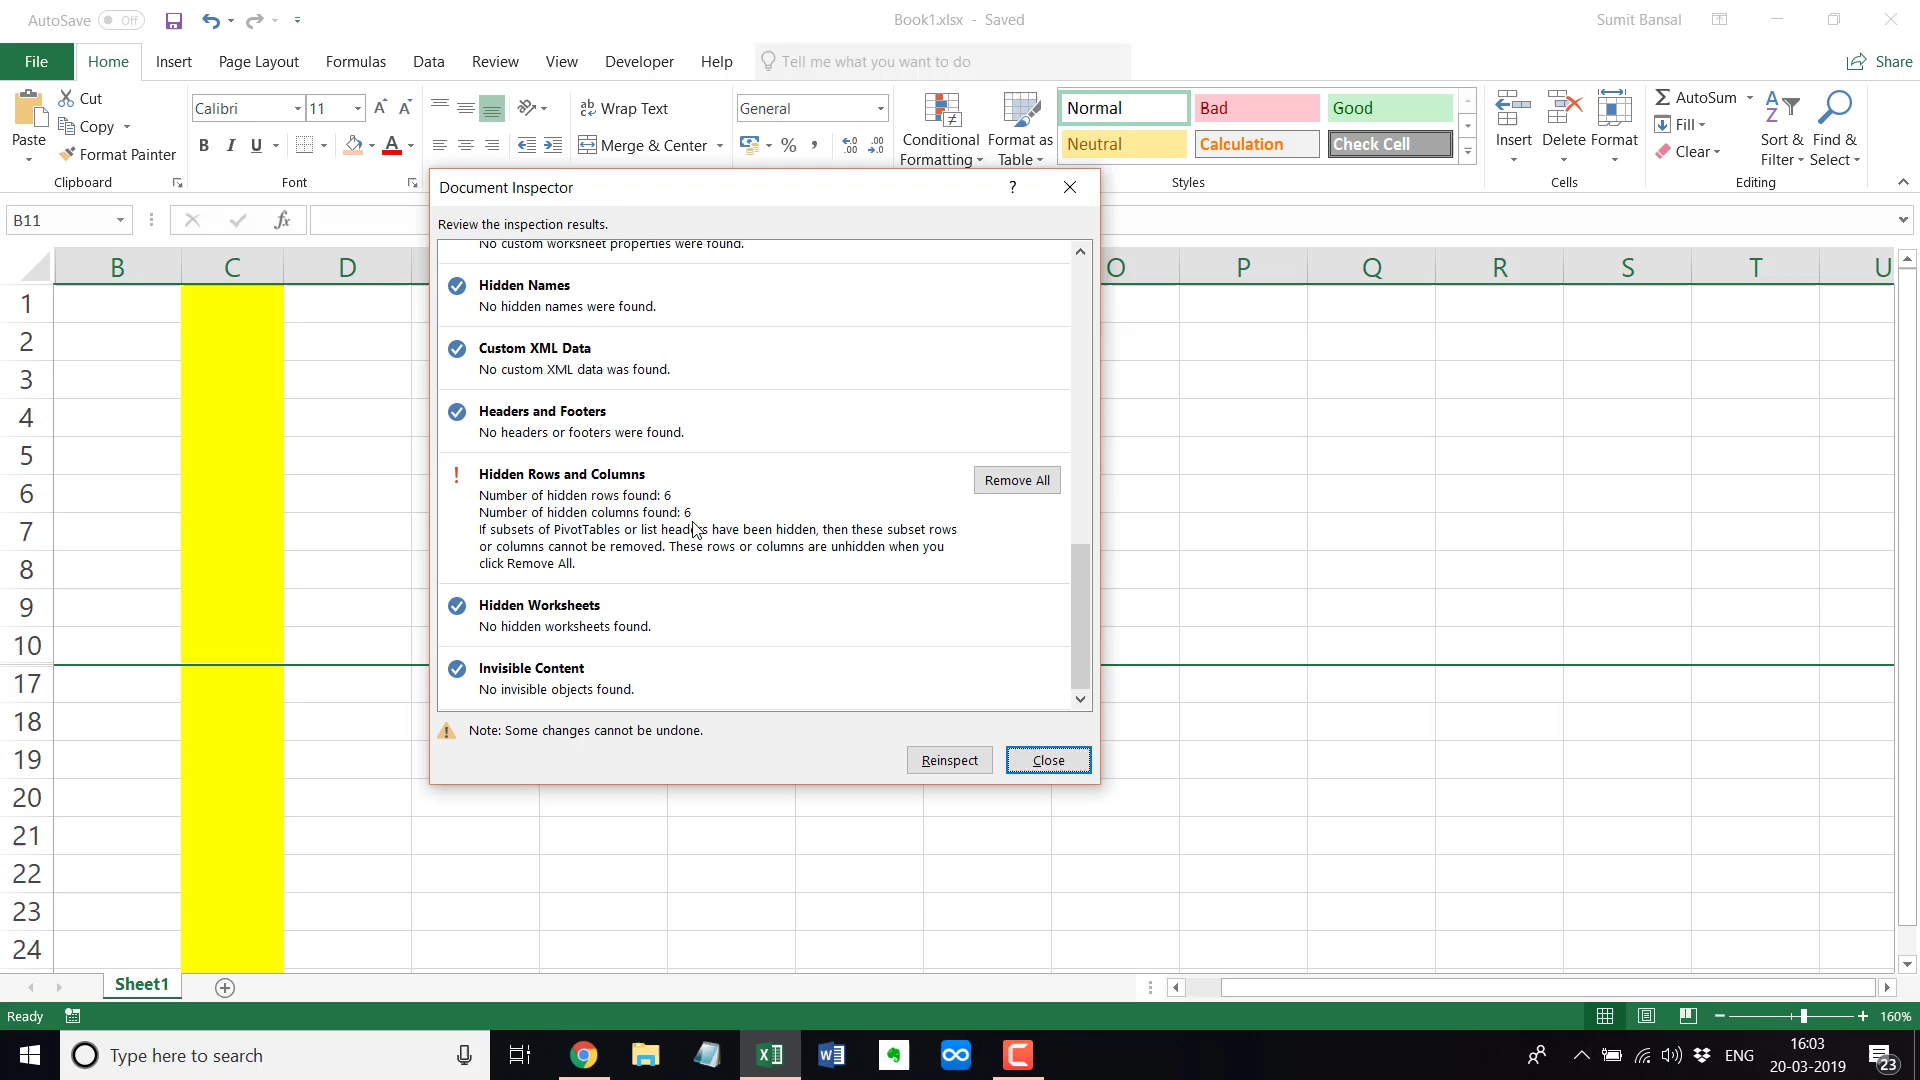 AutoSave Off
Book1.xlsx - Saved
Sumit Bansal
File Home Insert Page Layout Formulas Data Review View Developer Help Tell me what you want to do Share
Paste
Cut
Copy
Format Painter
Clipboard
Calibri 11
B I U A
Font
Wrap Text
Merge & Center
General
%
Conditional Formatting
Format as Table
Normal Bad Good
Neutral Calculation Check Cell
Styles
Insert Delete Format
Cells
AutoSum
Fill
Clear
Sort & Filter
Find & Select
Editing
B11
fx
B C D O P Q R S T U
1
2
3
4
5
6
7
8
9
10
17
18
19
20
21
22
23
24
Document Inspector ?
Review the inspection results.
No custom worksheet properties were found.
Hidden Names
No hidden names were found.
Custom XML Data
No custom XML data was found.
Headers and Footers
No headers or footers were found.
! Hidden Rows and Columns
Remove All
Number of hidden rows found: 6
Number of hidden columns found: 6
If subsets of PivotTables or list headers have been hidden, then these subset rows
or columns cannot be removed. These rows or columns are unhidden when you
click Remove All.
Hidden Worksheets
No hidden worksheets found.
Invisible Content
No invisible objects found.
Note: Some changes cannot be undone.
Reinspect Close
Sheet1
Ready
160%
Type here to search
ENG
16:03
20-03-2019
23